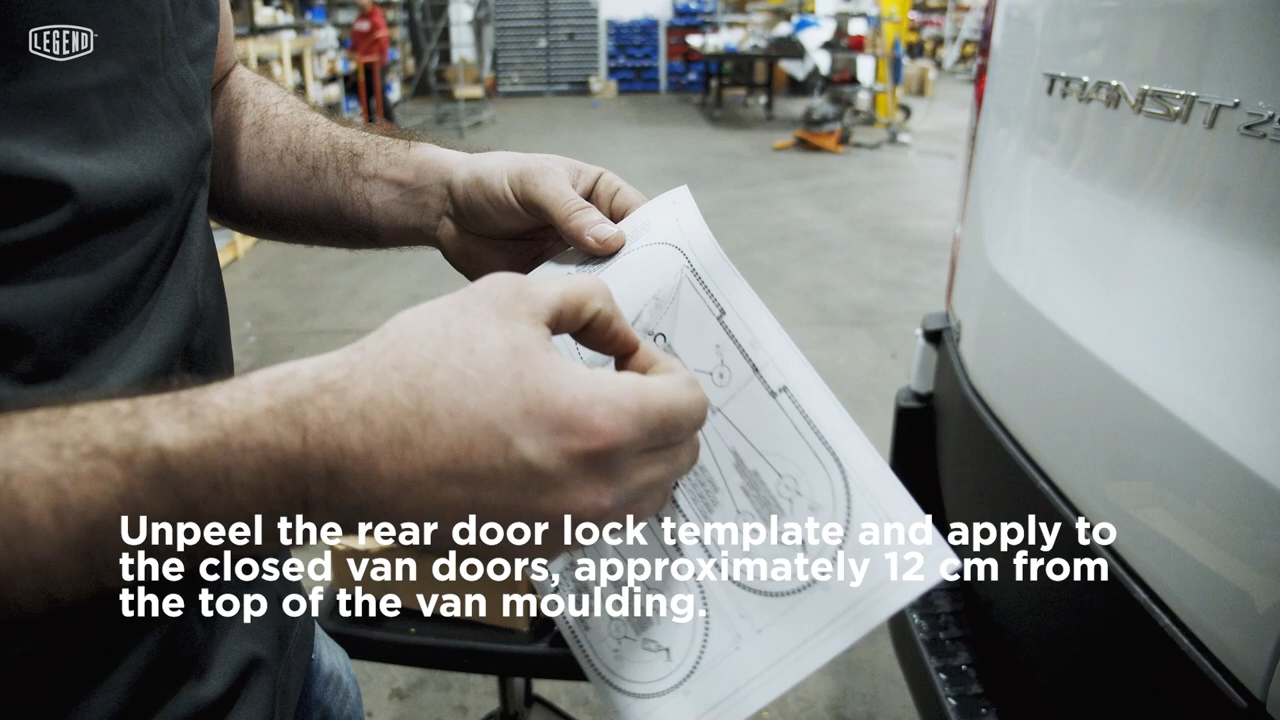 LEGEND
TRANSIT 25
Unpeel the rear door lock template and apply to
the closed van doors, approximately 12 cm from
the top of the van moulding.